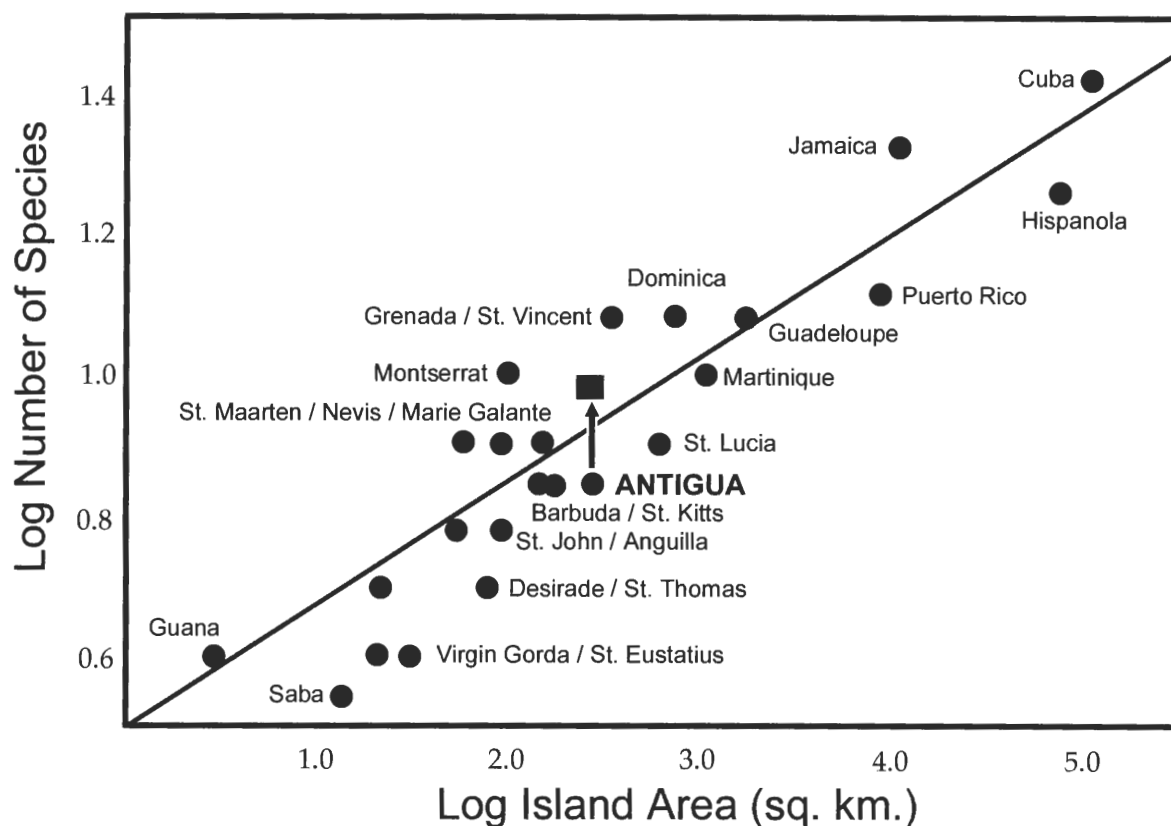 Log Number of Species
1.4
1.2
1.0
0.8
0.6
Cuba
Jamaica
Hispanola
Dominica
Puerto Rico
Grenada / St. Vincent
Guadeloupe
Montserrat
Martinique
St. Maarten / Nevis / Marie Galante
St. Lucia
ANTIGUA
Barbuda / St. Kitts
St. John / Anguilla
Desirade / St. Thomas
Guana
Virgin Gorda / St. Eustatius
Saba
1.0 2.0 3.0 4.0 5.0
Log Island Area (sq. km.)